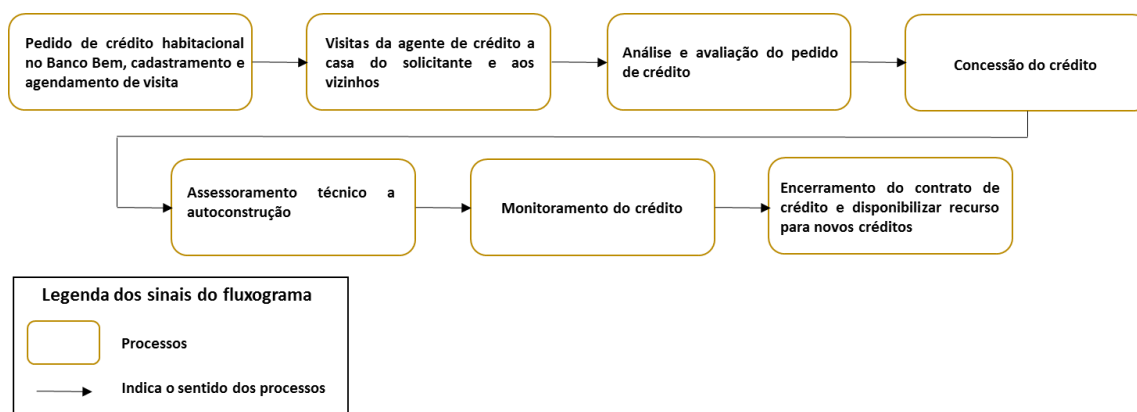 Pedido de crédito habitacional
no Banco Bem, cadastramento e
agendamento de visita
Visitas da agente de crédito a
casa do solicitante e aos
vizinhos
Análise e avaliação do pedido
de crédito
Concessão do crédito
Assessoramento técnico a
autoconstrução
Monitoramento do crédito
Encerramento do contrato de
crédito e disponibilizar recurso
para novos créditos
Legenda dos sinais do fluxograma
Processos
Indica o sentido dos processos